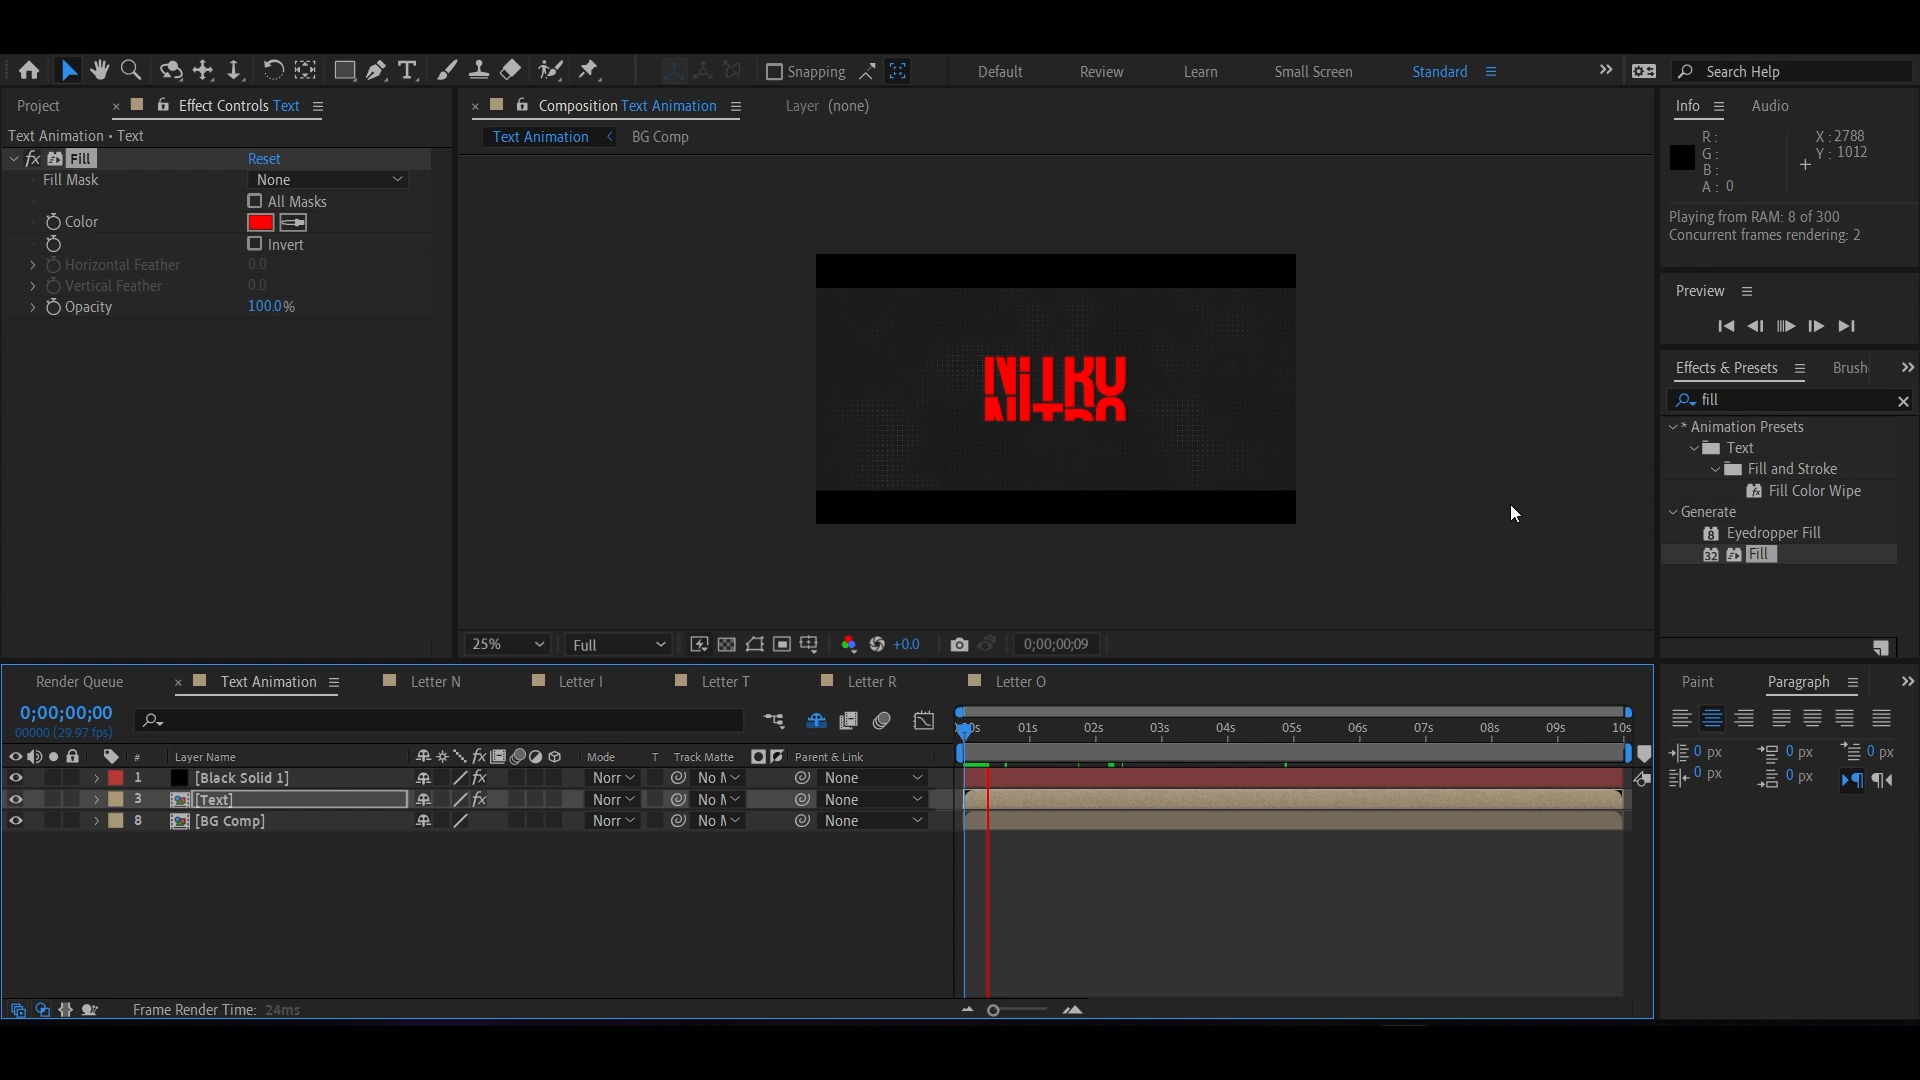 Snapping
Default
Review
Learn
Small Screen
Standard
Search Help
Project
Effect Controls Text
Composition Text Animation
Layer (none)
Info
Audio
Text Animation • Text
Text Animation
BG Comp
R :
G :
B :
A : 0
X : 2788
Y : 1012
fx Fill
Reset
Fill Mask
None
All Masks
Color
Invert
Horizontal Feather
0.0
Vertical Feather
0.0
Opacity
100.0 %
Playing from RAM: 8 of 300
Concurrent frames rendering: 2
Preview
Effects & Presets
Brush
fill
* Animation Presets
Text
Fill and Stroke
Fill Color Wipe
Generate
Eyedropper Fill
Fill
25%
Full
+0.0
0;00;00;09
Render Queue
Text Animation
Letter N
Letter I
Letter T
Letter R
Letter O
Paint
Paragraph
0;00;00;00
00000 (29.97 fps)
01s
02s
03s
04s
05s
06s
07s
08s
09s
10s
#
Layer Name
fx
Mode
T
Track Matte
Parent & Link
1
[Black Solid 1]
fx
Norr
No M
None
3
[Text]
fx
Norr
No M
None
8
[BG Comp]
Norr
No M
None
0 px
0 px
0 px
0 px
0 px
Frame Render Time: 24ms